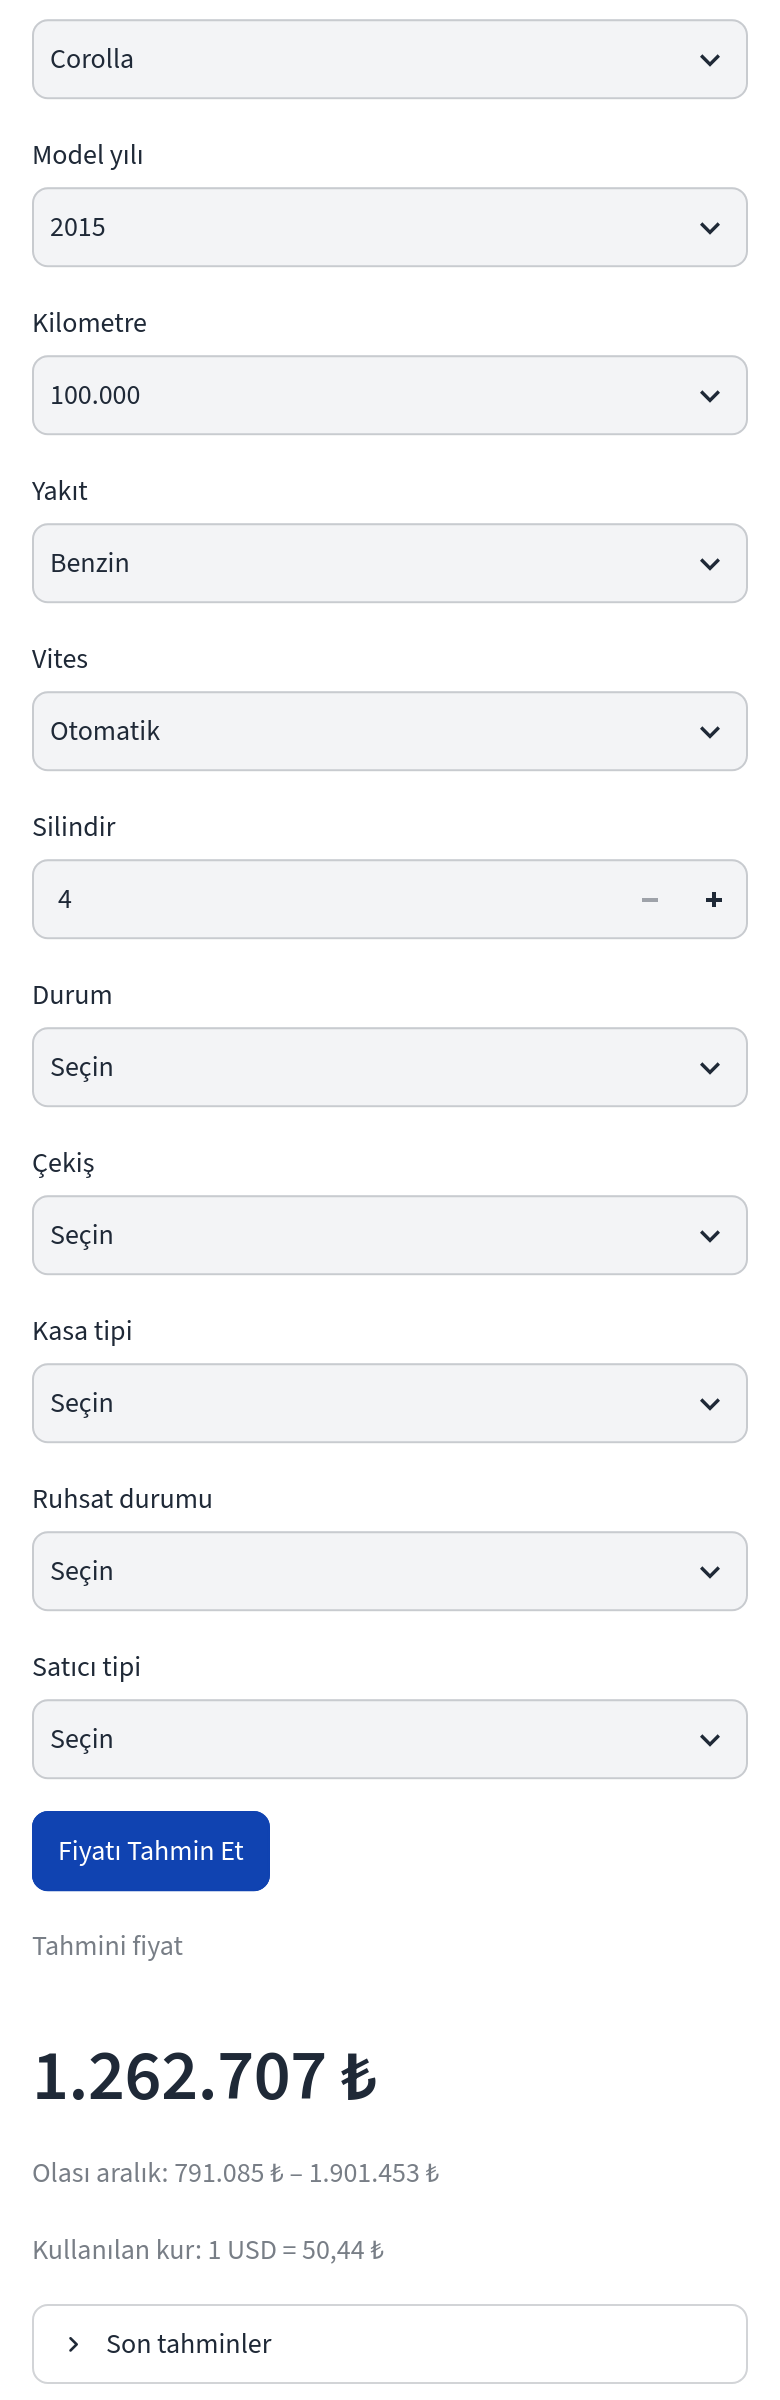 Corolla
Model yılı
2015
Kilometre
100.000
Yakıt
Benzin
Vites
Otomatik
Silindir
4
Durum
Seçin
Çekiş
Seçin
Kasa tipi
Seçin
Ruhsat durumu
Seçin
Satıcı tipi
Seçin
Fiyatı Tahmin Et
Tahmini fiyat
1.262.707 ₺
Olası aralık: 791.085 ₺ – 1.901.453 ₺
Kullanılan kur: 1 USD = 50,44 ₺
Son tahminler